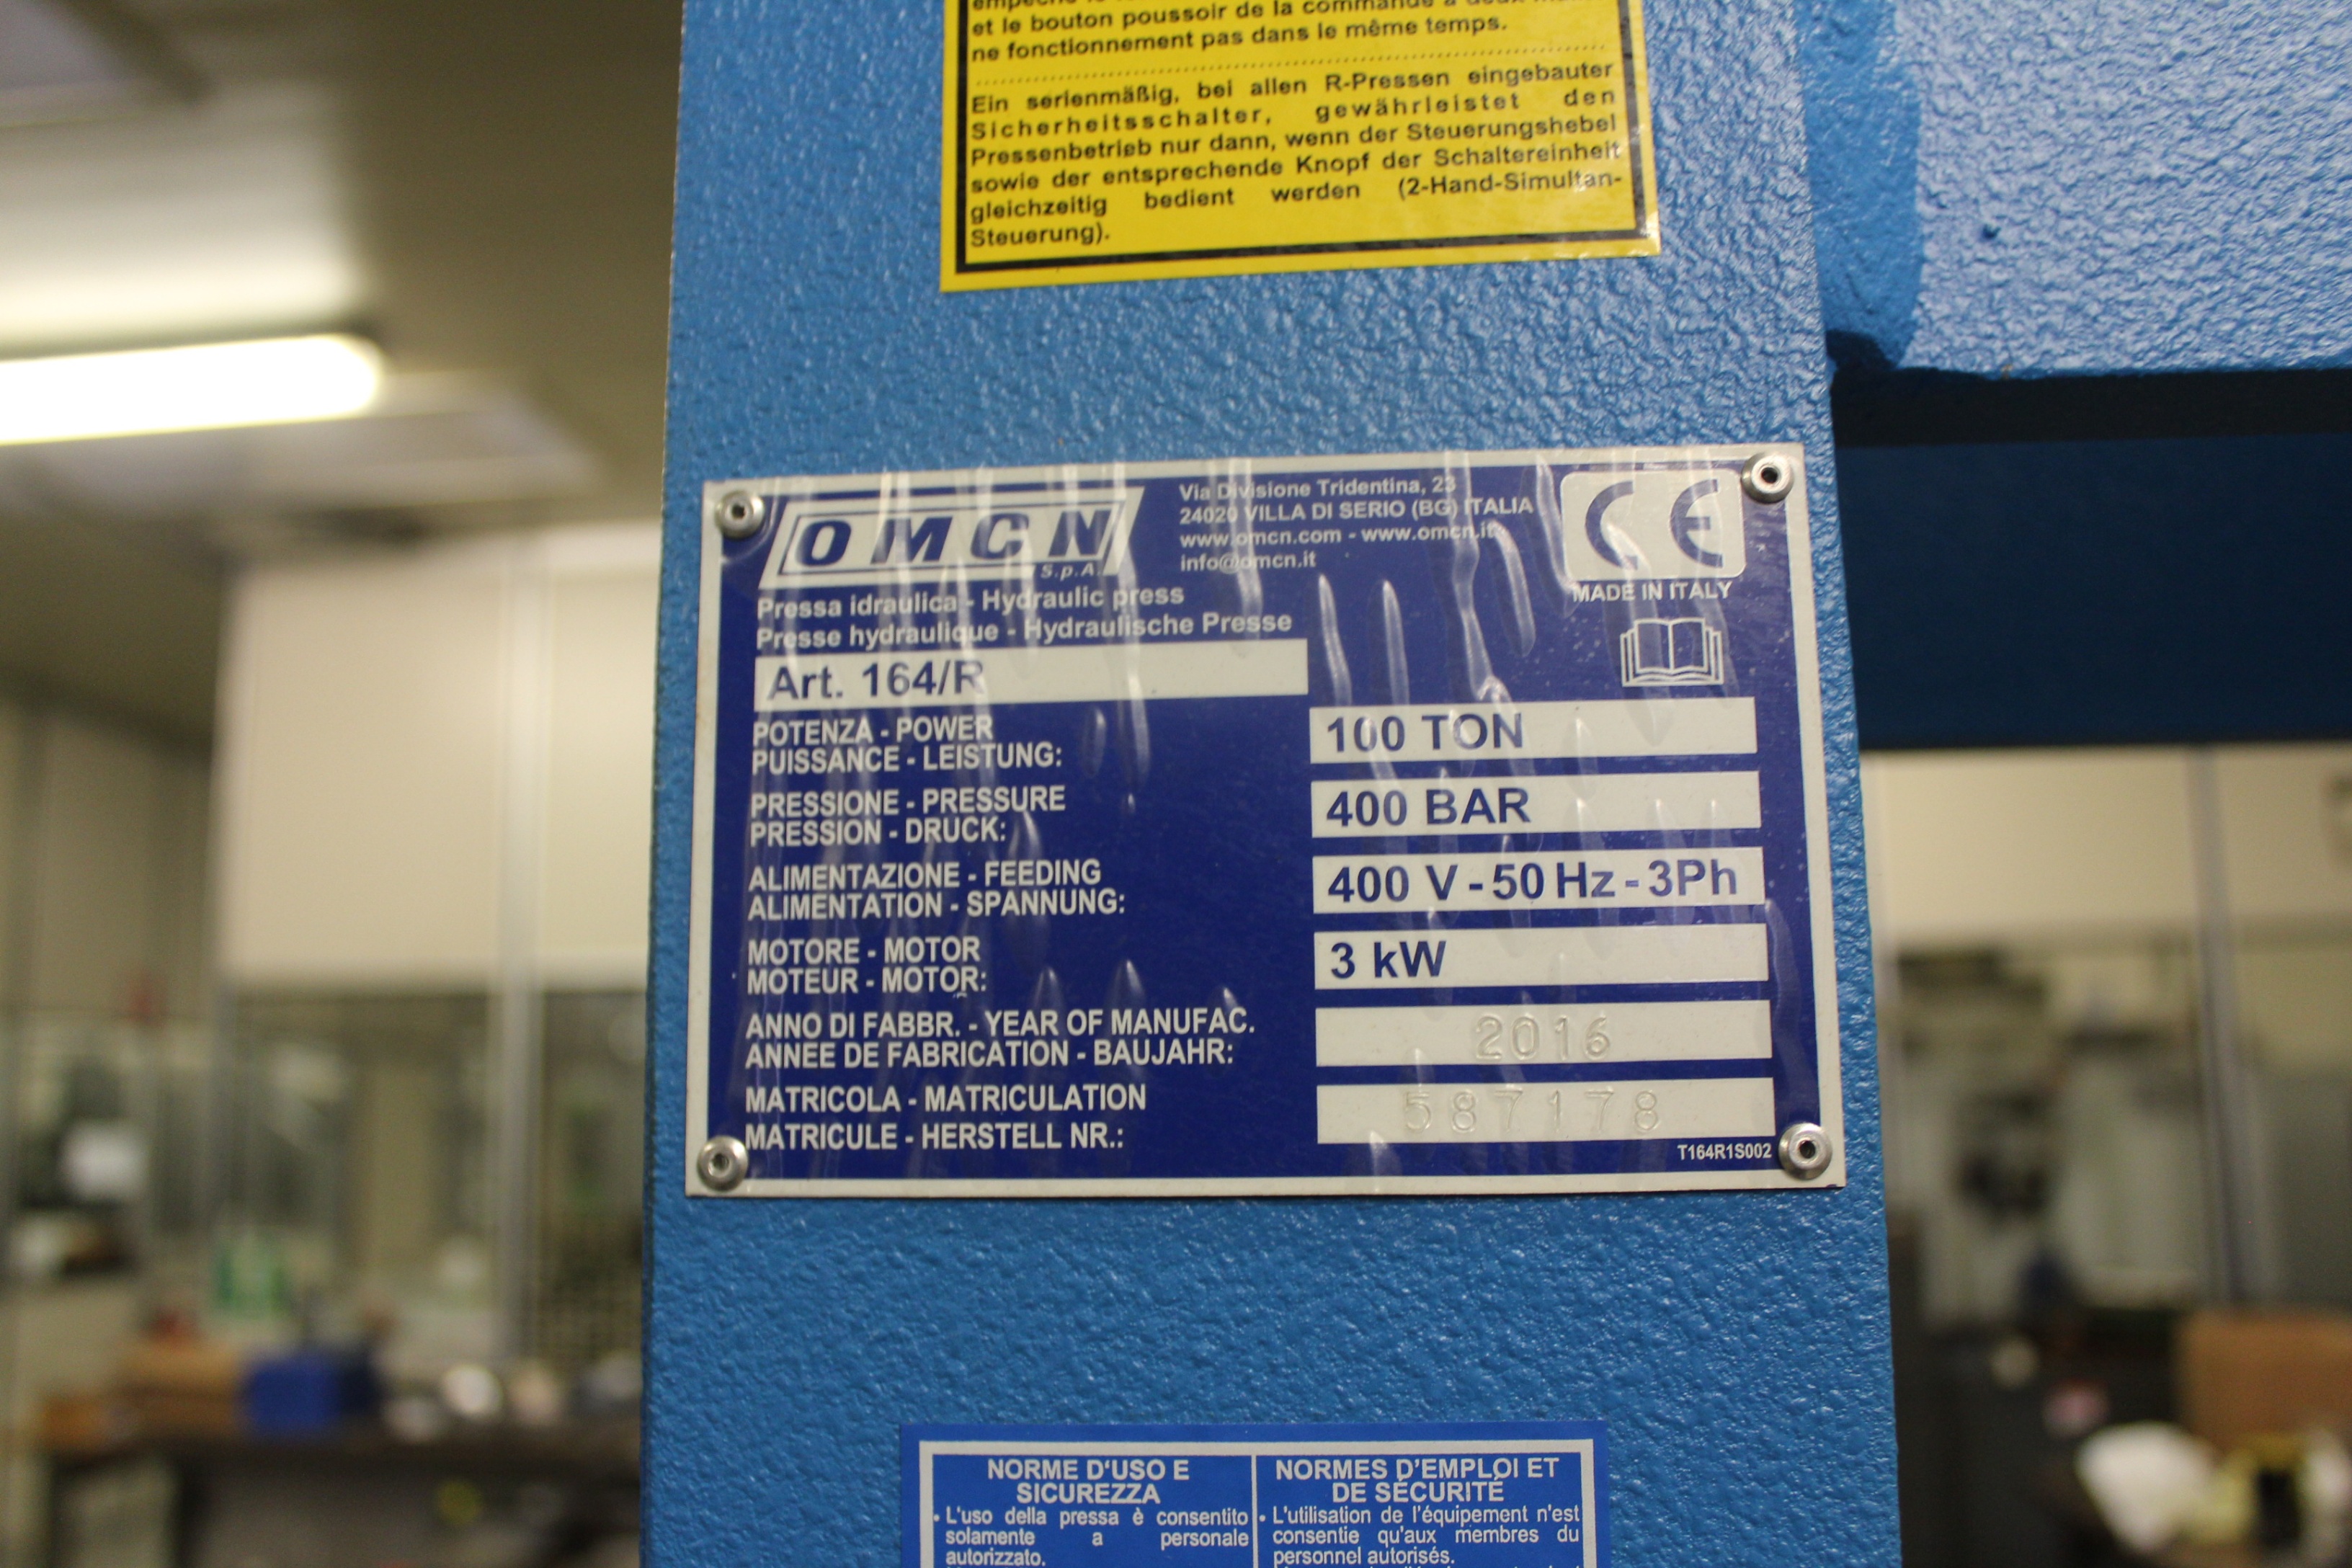 et le bouton poussoir de la commande à deux
ne fonctionnement pas dans le même temps.
Ein serienmäßig, bei allen R-Pressen eingebauter
Sicherheitsschalter, gewährleistet den
Pressenbetrieb nur dann, wenn der Steuerungshebel
sowie der entsprechende Knopf der Schaltereinheit
gleichzeitig bedient werden (2-Hand-Simultan-
Steuerung).
OMCN
S.p.A.
Via Divisione Tridentina, 23
24020 VILLA DI SERIO (BG) ITALIA
www.omcn.com - www.omcn.it
info@omcn.it
CE
MADE IN ITALY
Pressa idraulica - Hydraulic press
Presse hydraulique - Hydraulische Presse
Art. 164/R
POTENZA - POWER
PUISSANCE - LEISTUNG:
100 TON
PRESSIONE - PRESSURE
PRESSION - DRUCK:
400 BAR
ALIMENTAZIONE - FEEDING
ALIMENTATION - SPANNUNG:
400 V - 50 Hz - 3Ph
MOTORE - MOTOR
MOTEUR - MOTOR:
3 kW
ANNO DI FABBR. - YEAR OF MANUFAC.
ANNEE DE FABRICATION - BAUJAHR:
2016
MATRICOLA - MATRICULATION
MATRICULE - HERSTELL NR.:
587178
T164R1S002
NORME D'USO E
SICUREZZA
• L'uso della pressa è consentito
solamente a personale
autorizzato.
NORMES D'EMPLOI ET
DE SÉCURITÉ
• L'utilisation de l'équipement n'est
consentie qu'aux membres du
personnel autorisés.